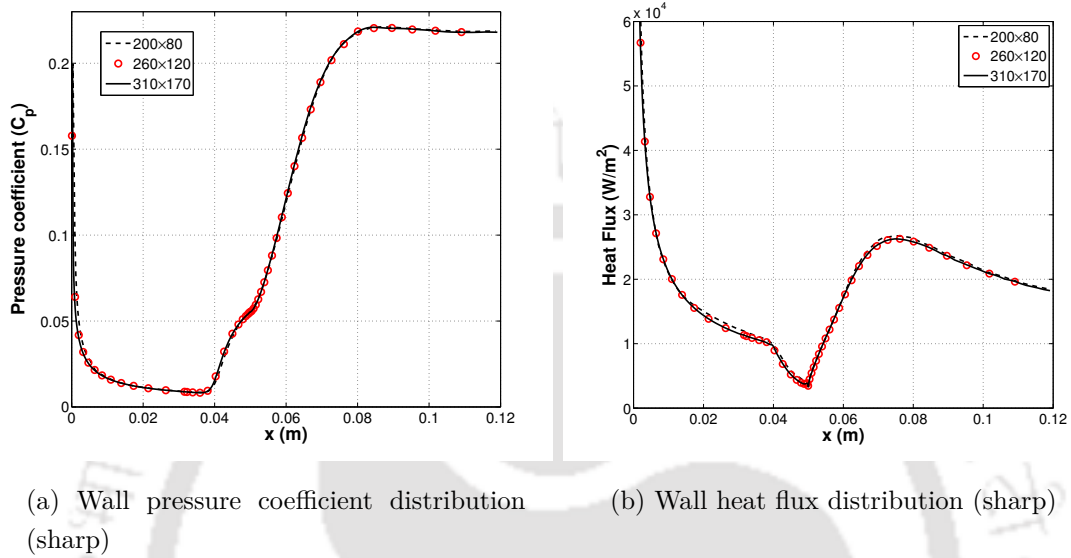 200×80
260×120
310×170
0.2
0.15
0.1
0.05
0
Pressure coefficient (C_p)
0 0.02 0.04 0.06 0.08 0.1 0.12
x (m)
(a) Wall pressure coefficient distribution
(sharp)
6 x 10^4
5
4
3
2
1
0
Heat Flux (W/m^2)
200×80
260×120
310×170
0 0.02 0.04 0.06 0.08 0.1 0.12
x (m)
(b) Wall heat flux distribution (sharp)